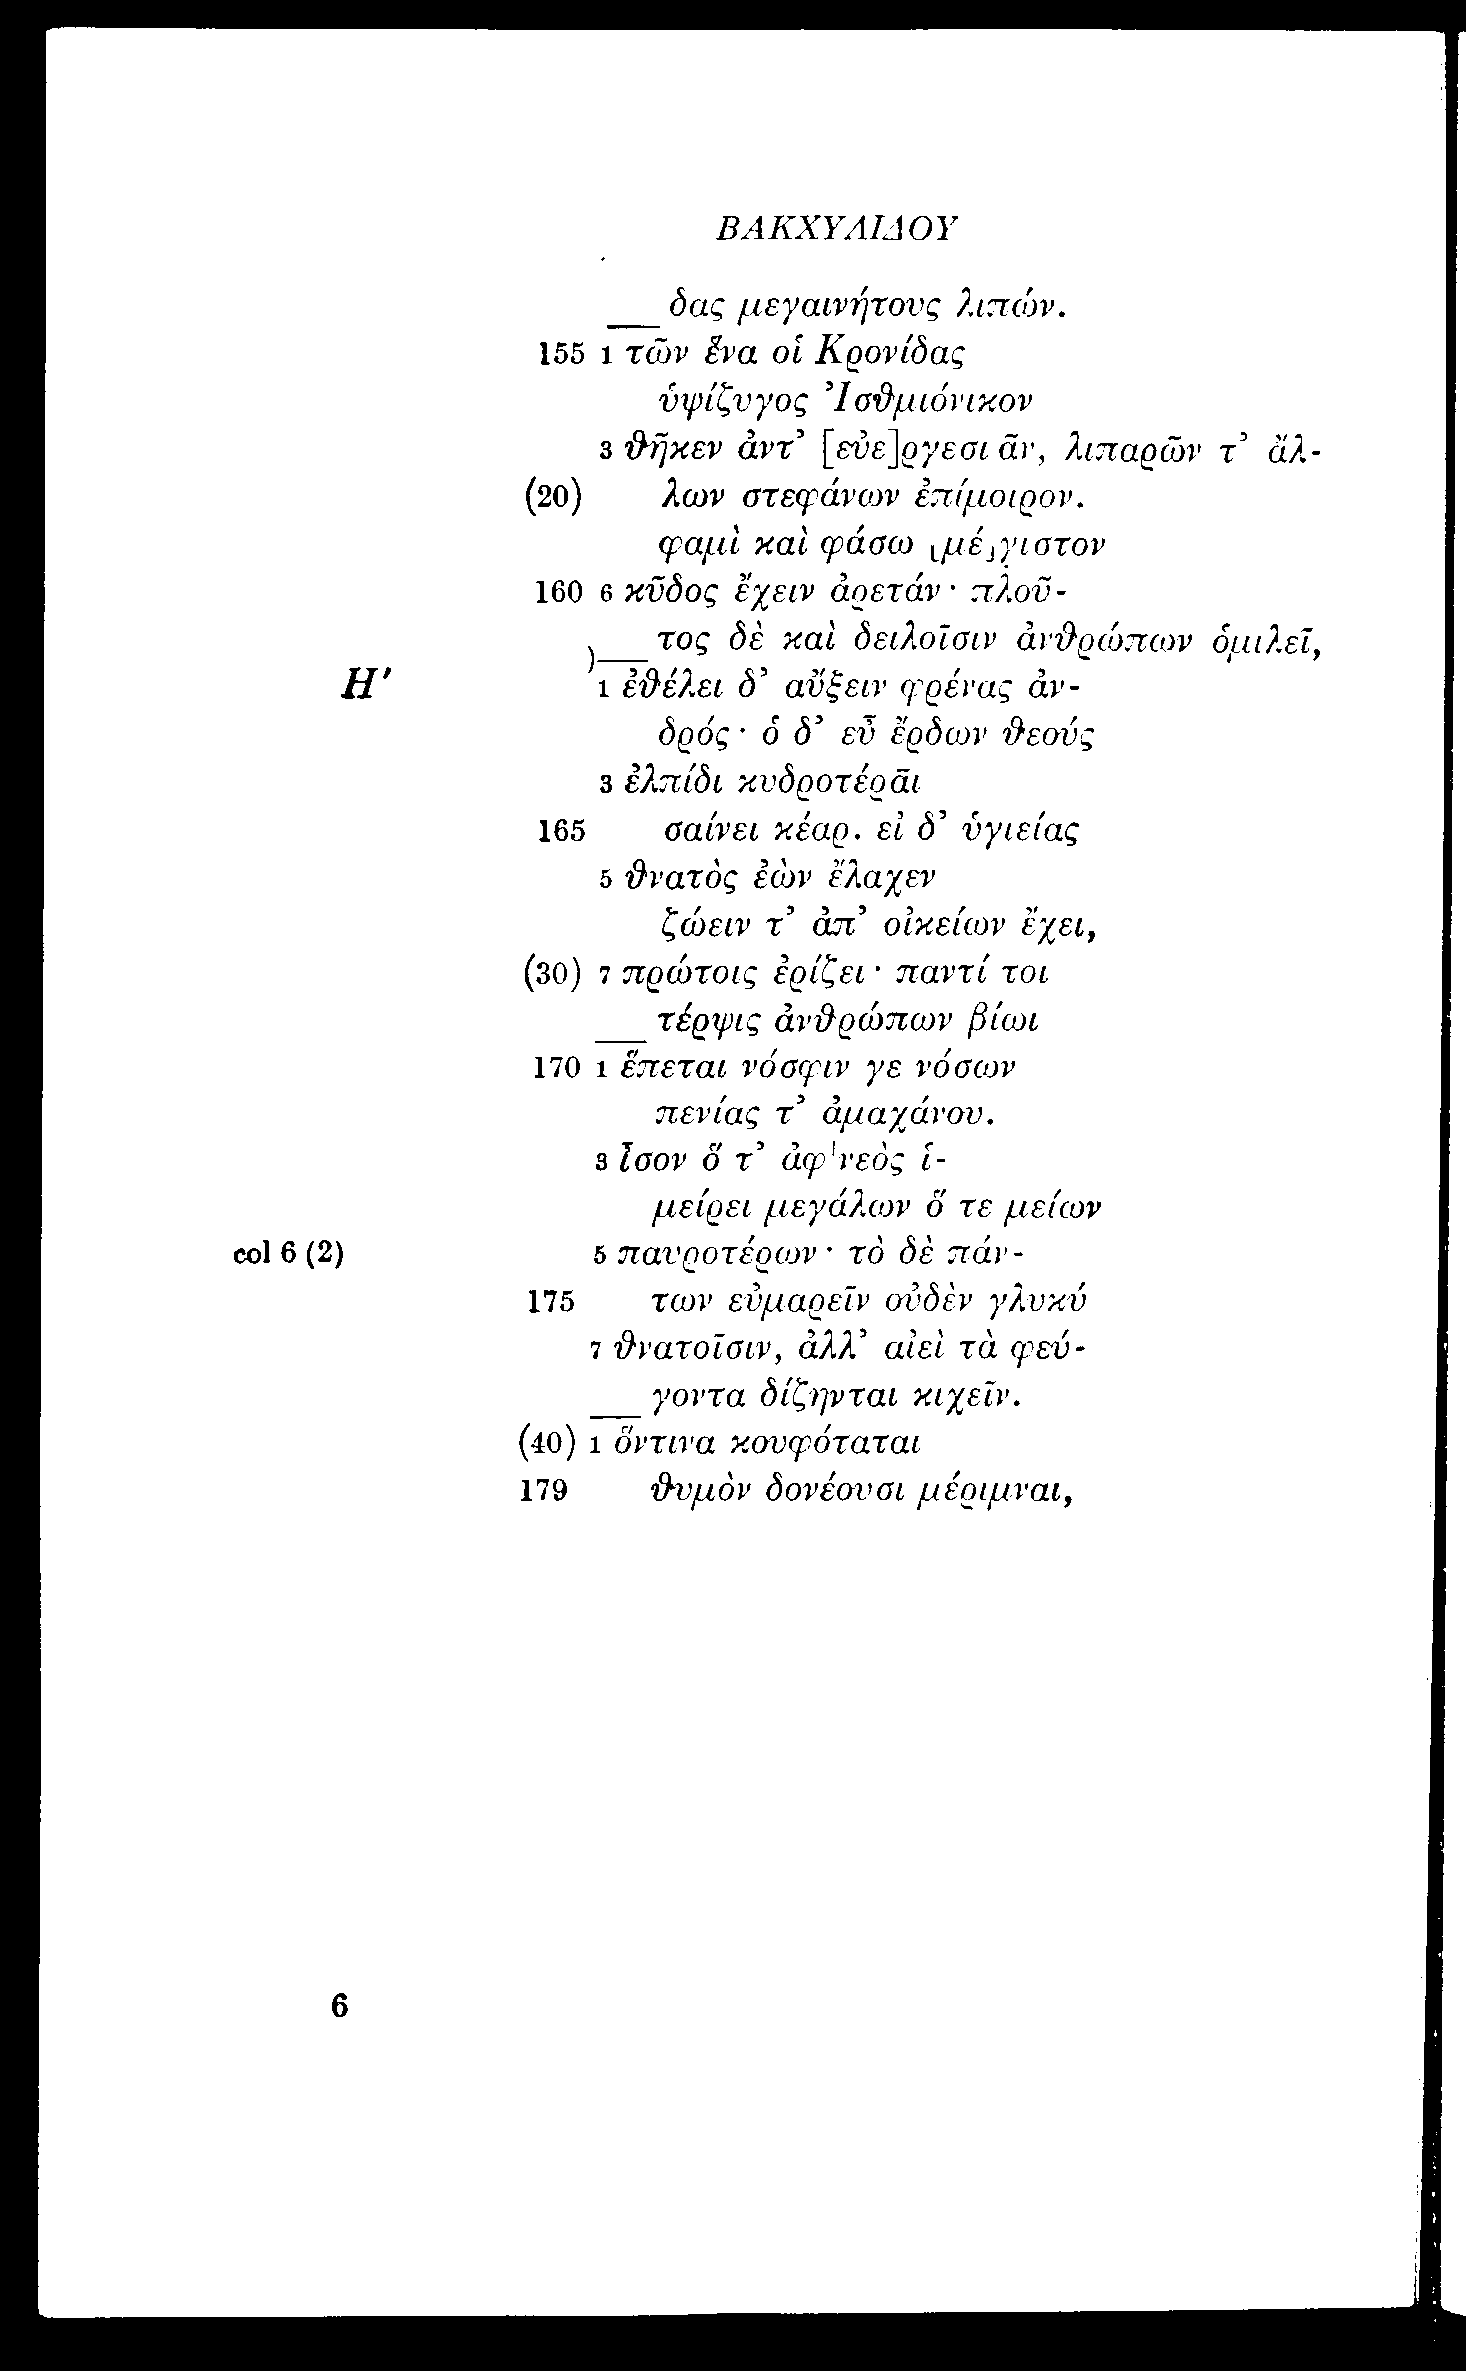 ΒΑΚΧΥΛΙΔΟΥ
δας μεγαινήτους λιπών.
155 1 τῶν ἕνα οἱ Κρονίδας
ὑψίζυγος Ἰσθμιόνικον
3 θῆκεν ἀντ’ [εὐε]ργεσιᾶν, λιπαρῶν τ’ ἄλ-
(20) λων στεφάνων ἐπίμοιρον.
φαμὶ καὶ φάσω ⌊μέ⌋γιστον
160 6 κῦδος ἔχειν ἀρετάν· πλοῦ-
τος δὲ καὶ δειλοῖσιν ἀνθρώπων ὁμιλεῖ,
Η′ 1 ἐθέλει δ’ αὔξειν φρένας ἀν-
δρός· ὁ δ’ εὖ ἔρδων θεούς
3 ἐλπίδι κυδροτέρᾱι
165 σαίνει κέαρ. εἰ δ’ ὑγιείας
5 θνατὸς ἐὼν ἔλαχεν
ζώειν τ’ ἀπ’ οἰκείων ἔχει,
(30) 7 πρώτοις ἐρίζει· παντί τοι
τέρψις ἀνθρώπων βίωι
170 1 ἕπεται νόσφιν γε νόσων
πενίας τ’ ἀμαχάνου.
3 ἶσον ὅ τ’ ἀφ'νεὸς ἱ-
μείρει μεγάλων ὅ τε μείων
col 6 (2) 5 παυροτέρων· τὸ δὲ πάν-
175 των εὐμαρεῖν οὐδὲν γλυκύ
7 θνατοῖσιν, ἀλλ’ αἰεὶ τὰ φεύ-
γοντα δίζηνται κιχεῖν.
(40) 1 ὅντινα κουφόταται
179 θυμὸν δονέουσι μέριμναι,
6